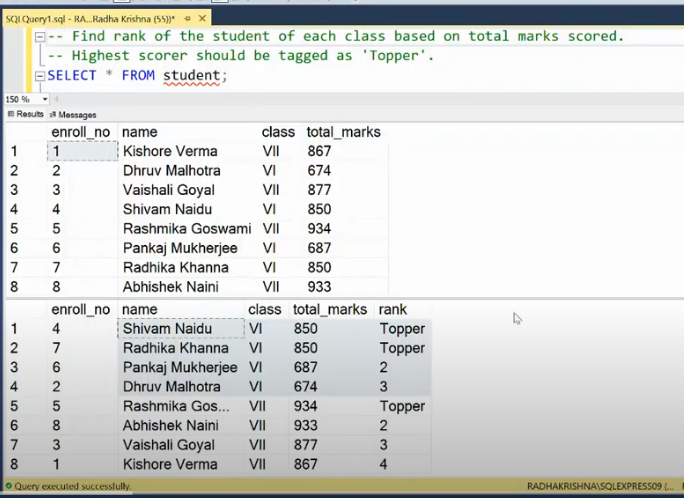 SQLQuery1.sql - RA...Radha Krishna (55))*
-- Find rank of the student of each class based on total marks scored.
-- Highest scorer should be tagged as 'Topper'.
SELECT * FROM student;
150 %
Results Messages
enroll_no name class total_marks
1 1 Kishore Verma VII 867
2 2 Dhruv Malhotra VI 674
3 3 Vaishali Goyal VII 877
4 4 Shivam Naidu VI 850
5 5 Rashmika Goswami VII 934
6 6 Pankaj Mukherjee VI 687
7 7 Radhika Khanna VI 850
8 8 Abhishek Naini VII 933
enroll_no name class total_marks rank
1 4 Shivam Naidu VI 850 Topper
2 7 Radhika Khanna VI 850 Topper
3 6 Pankaj Mukherjee VI 687 2
4 2 Dhruv Malhotra VI 674 3
5 5 Rashmika Gos... VII 934 Topper
6 8 Abhishek Naini VII 933 2
7 3 Vaishali Goyal VII 877 3
8 1 Kishore Verma VII 867 4
Query executed successfully. RADHAKRISHNA\SQLEXPRESS09 (...